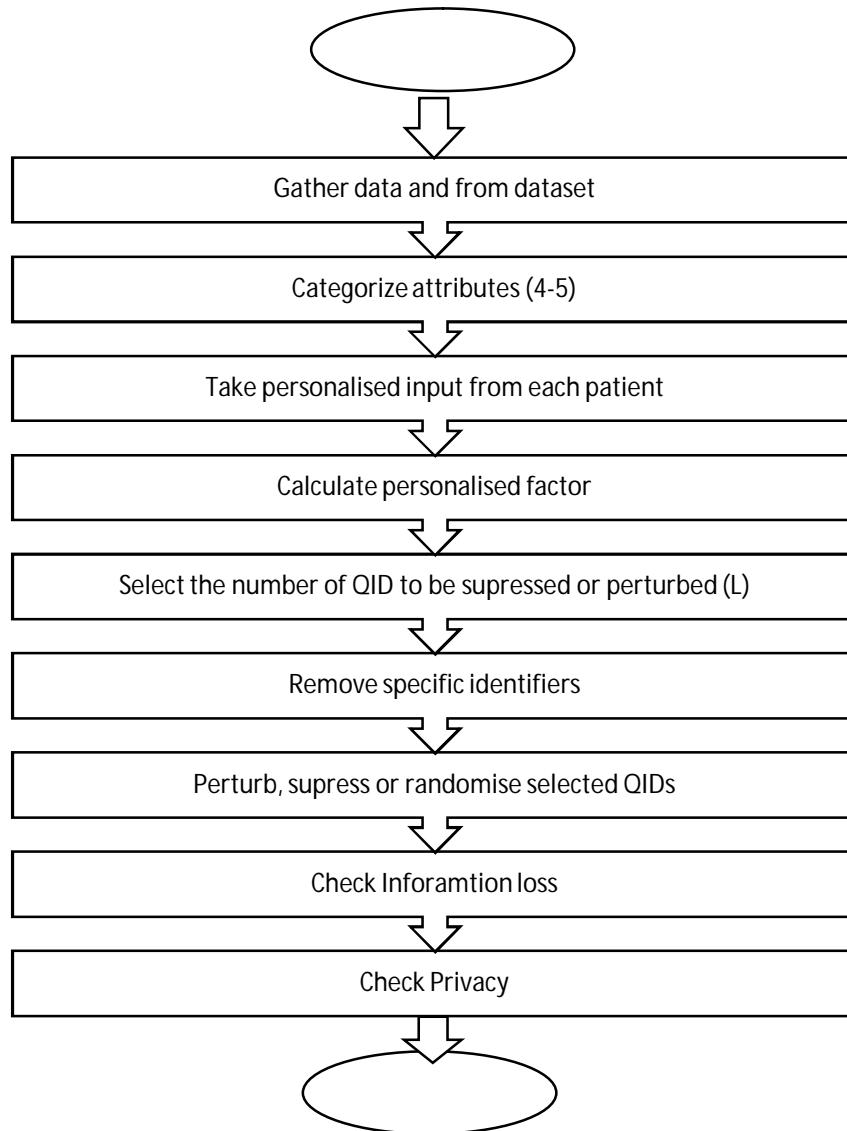 Gather data and from dataset
Categorize attributes (4-5)
Take personalised input from each patient
Calculate personalised factor
Select the number of QID to be supressed or perturbed (L)
Remove specific identifiers
Perturb, supress or randomise selected QIDs
Check Inforamtion loss
Check Privacy